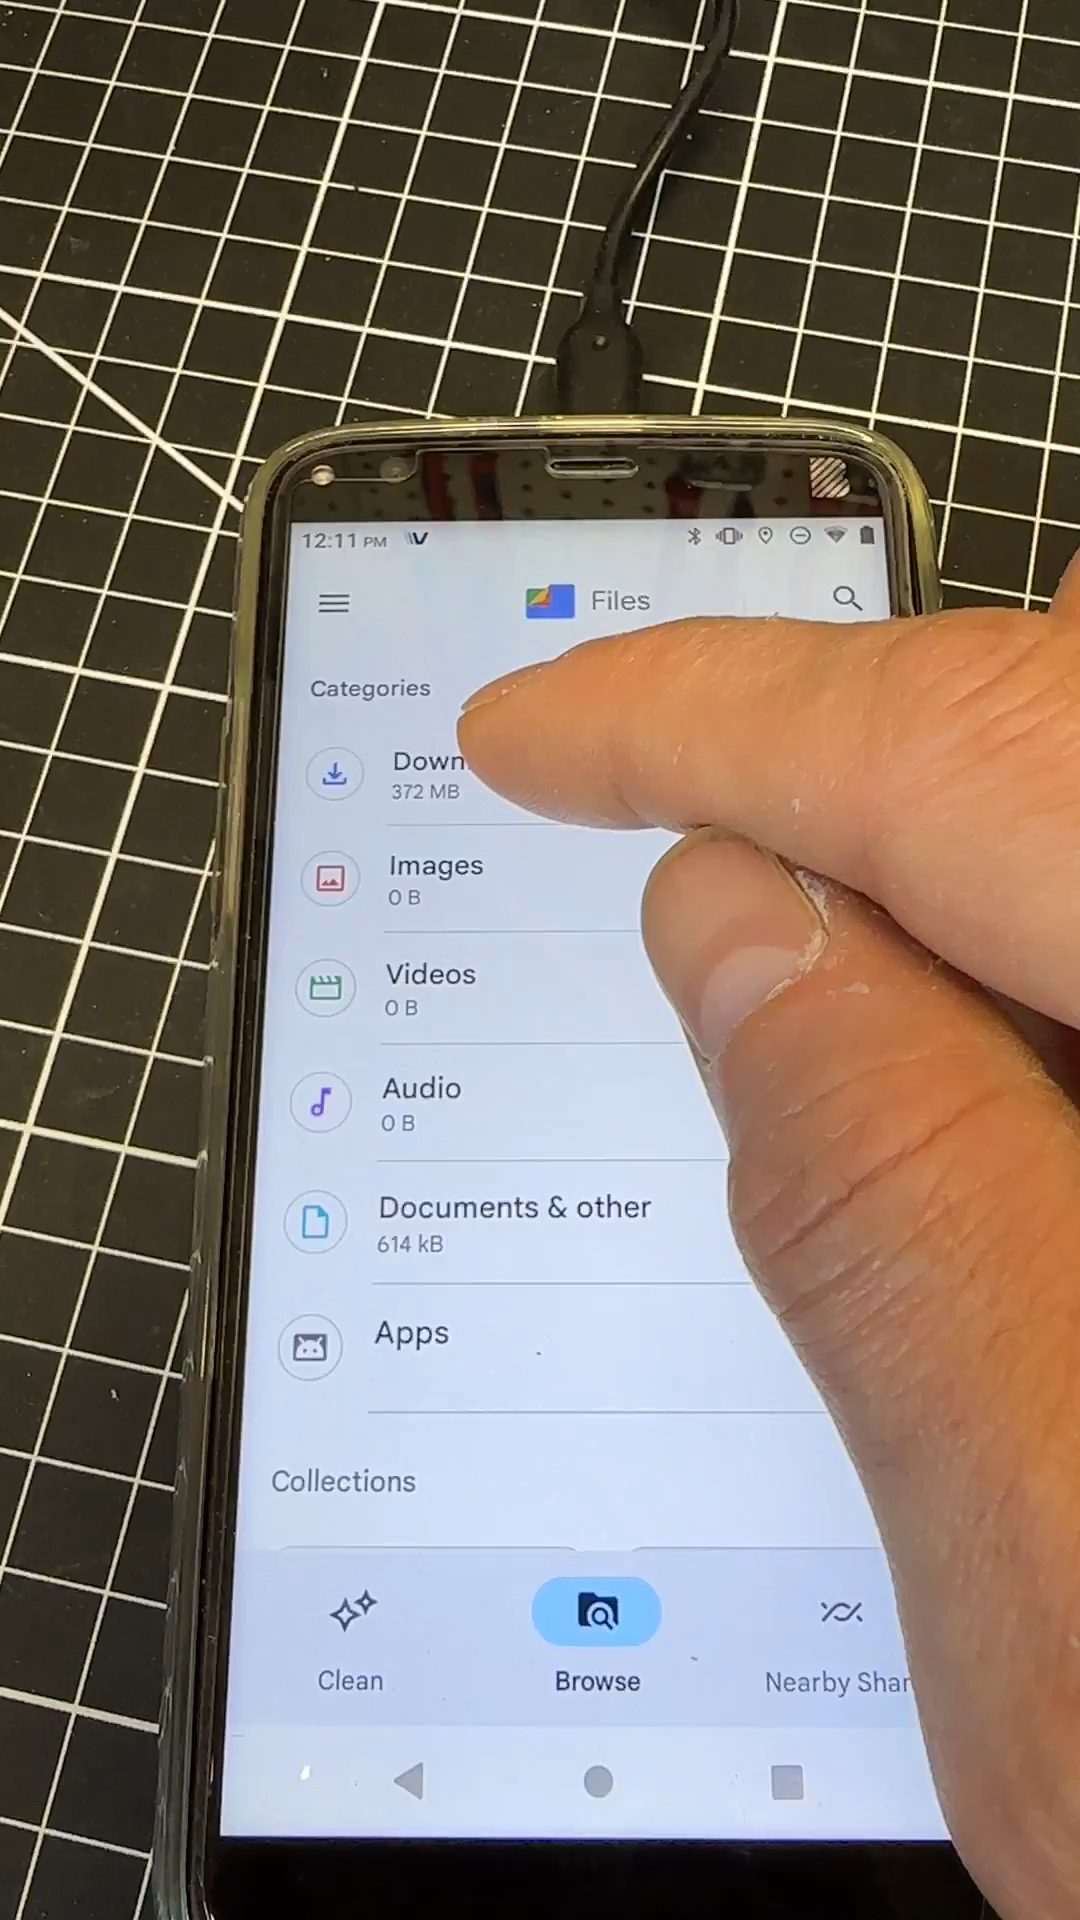 12:11 PM
Files
Categories
372 MB
Images
0 B
Videos
0 B
Audio
0 B
Documents & other
614 kB
Apps
Collections
Clean
Browse
Nearby